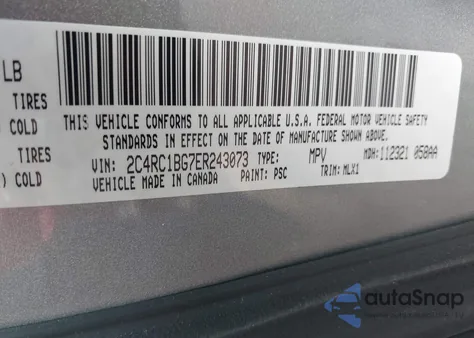 LB
TIRES
COLD
TIRES
) COLD
THIS VEHICLE CONFORMS TO ALL APPLICABLE U.S.A. FEDERAL MOTOR VEHICLE SAFETY
STANDARDS IN EFFECT ON THE DATE OF MANUFACTURE SHOWN ABOVE.
VIN: 2C4RC1BG7ER243073 TYPE: MPV MDH:112321 058AA
VEHICLE MADE IN CANADA PAINT: PSC TRIM: MLX1
autoSnap